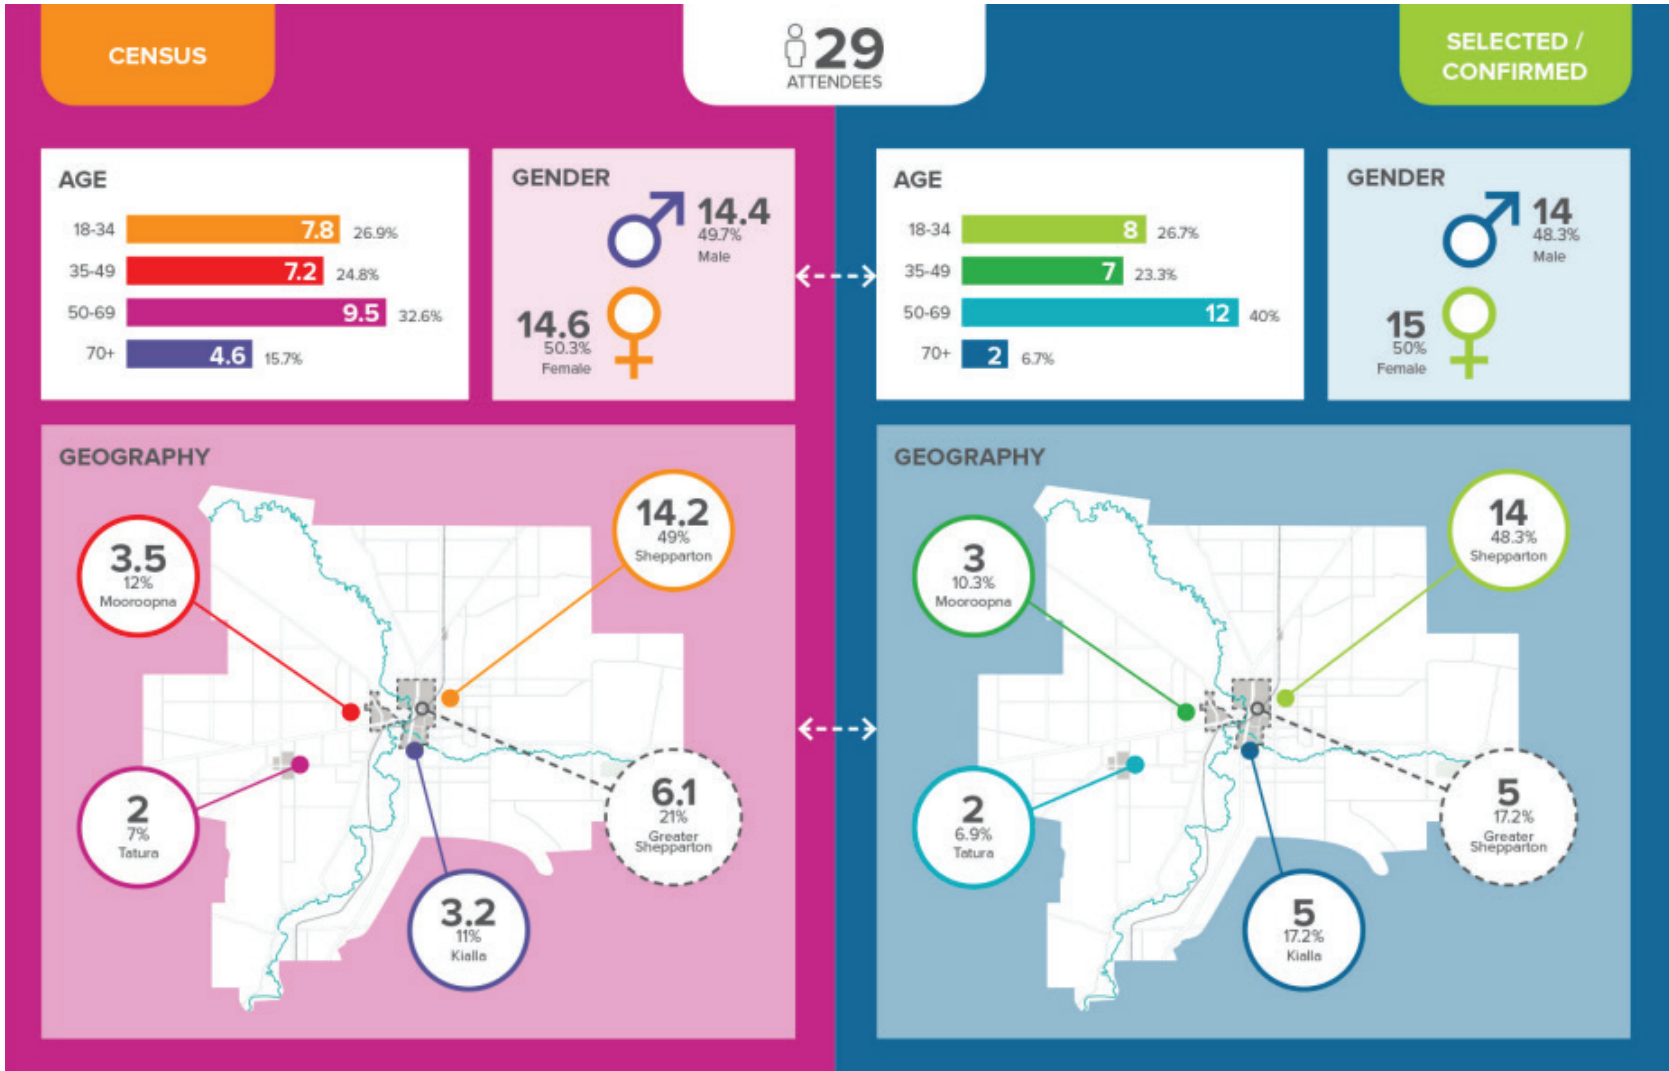 CENSUS
29
ATTENDEES
SELECTED /
CONFIRMED
AGE
18-34 7.8 26.9%
35-49 7.2 24.8%
50-69 9.5 32.6%
70+ 4.6 15.7%
GENDER
14.4
49.7%
Male
14.6
50.3%
Female
AGE
18-34 8 26.7%
35-49 7 23.3%
50-69 12 40%
70+ 2 6.7%
GENDER
14
48.3%
Male
15
50%
Female
GEOGRAPHY
14.2
49%
Shepparton
3.5
12%
Mooroopna
2
7%
Tatura
6.1
21%
Greater
Shepparton
3.2
11%
Kialla
GEOGRAPHY
14
48.3%
Shepparton
3
10.3%
Mooroopna
2
6.9%
Tatura
5
17.2%
Greater
Shepparton
5
17.2%
Kialla